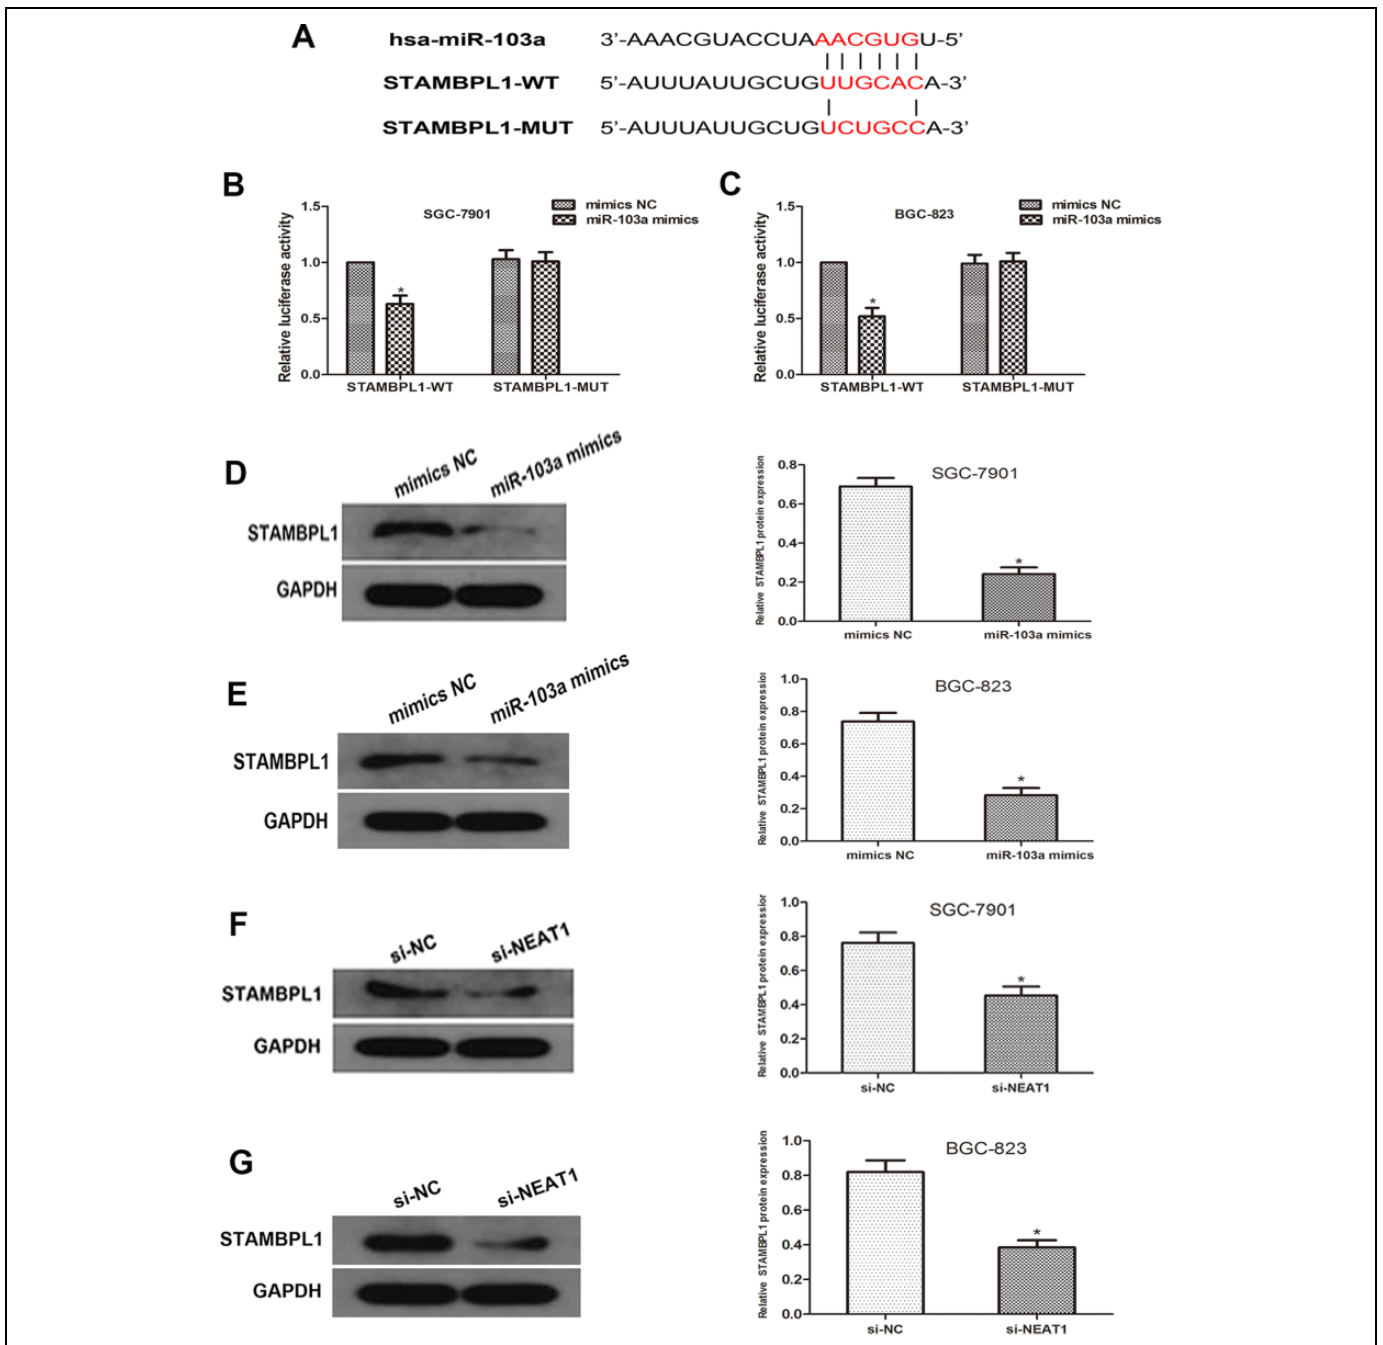 A
hsa-miR-103a 3’-AAACGUACCUAAACGUGU-5’
STAMBPL1-WT 5’-AUUUAUUGCUGUUGCACA-3’
STAMBPL1-MUT 5’-AUUUAUUGCUGUCUGCCA-3’
B
SGC-7901
mimics NC
miR-103a mimics
Relative luciferase activity
1.5
1.0
0.5
0.0
STAMBPL1-WT STAMBPL1-MUT
C
BGC-823
mimics NC
miR-103a mimics
Relative luciferase activity
1.5
1.0
0.5
0.0
STAMBPL1-WT STAMBPL1-MUT
*
*
D
mimics NC miR-103a mimics
STAMBPL1
GAPDH
SGC-7901
Relative STAMBPL1 protein expression
0.8
0.6
0.4
0.2
0.0
*
mimics NC miR-103a mimics
E
mimics NC miR-103a mimics
STAMBPL1
GAPDH
BGC-823
Relative STAMBPL1 protein expression
1.0
0.8
0.6
0.4
0.2
0.0
*
mimics NC miR-103a mimics
F
si-NC si-NEAT1
STAMBPL1
GAPDH
SGC-7901
Relative STAMBPL1 protein expression
1.0
0.8
0.6
0.4
0.2
0.0
*
si-NC si-NEAT1
G
si-NC si-NEAT1
STAMBPL1
GAPDH
BGC-823
Relative STAMBPL1 protein expression
1.0
0.8
0.6
0.4
0.2
0.0
*
si-NC si-NEAT1